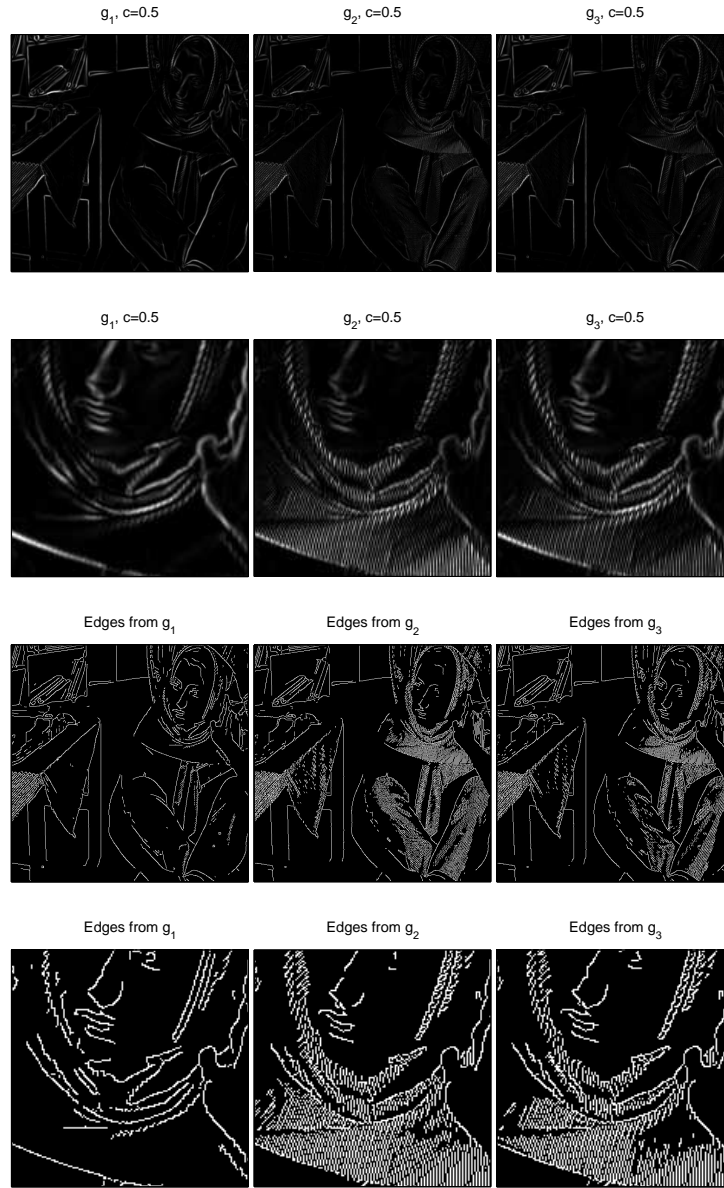 g1, c=0.5
g2, c=0.5
g3, c=0.5
g1, c=0.5
g2, c=0.5
g3, c=0.5
Edges from g1
Edges from g2
Edges from g3
Edges from g1
Edges from g2
Edges from g3